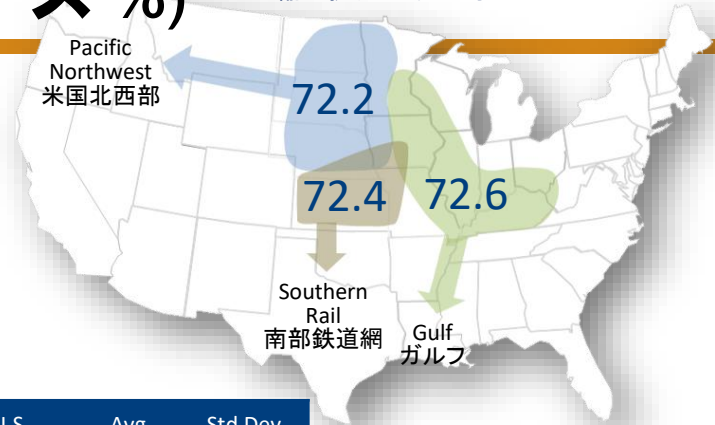 ス %)
Pacific
Northwest
米国北西部
72.2
72.4
72.6
Southern
Rail
南部鉄道網
Gulf
ガルフ
Avg
Std Dev